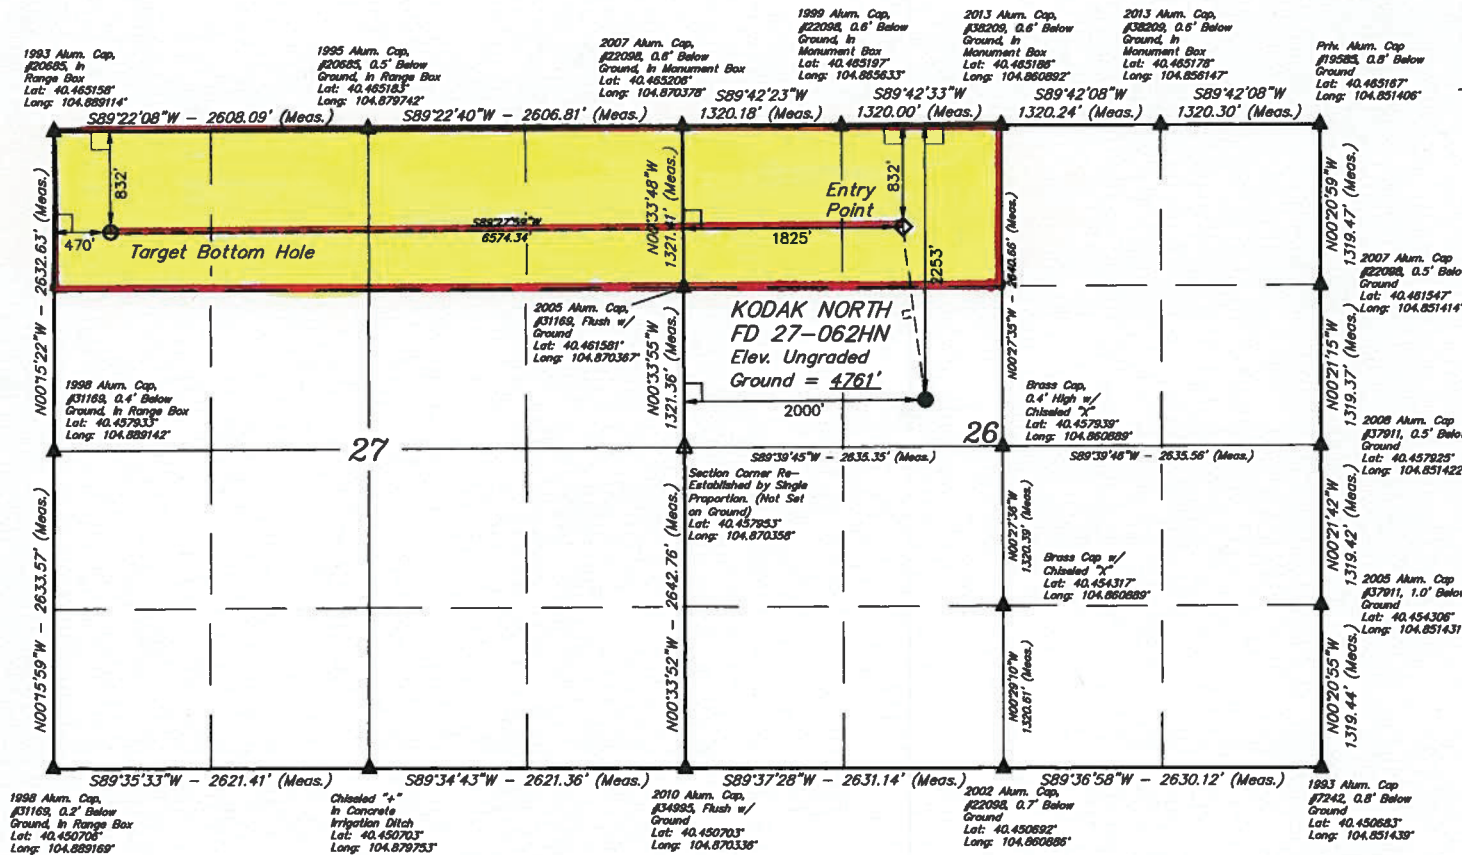 1993 Alum. Cap,
#20685, in
Range Box
Lat: 40.465158°
Long: 104.889114°
1995 Alum. Cap,
#20685, 0.5' Below
Ground, in Range Box
Lat: 40.465183°
Long: 104.879742°
2007 Alum. Cap,
#22098, 0.6' Below
Ground, in Monument Box
Lat: 40.465206°
Long: 104.870378°
1999 Alum. Cap,
#22098, 0.6' Below
Ground, in
Monument Box
Lat: 40.465197°
Long: 104.865633°
2013 Alum. Cap,
#38209, 0.6' Below
Ground, in
Monument Box
Lat: 40.465186°
Long: 104.860892°
2013 Alum. Cap,
#38209, 0.6' Below
Ground, in
Monument Box
Lat: 40.465178°
Long: 104.856147°
Priv. Alum. Cap
#19585, 0.8' Below
Ground
Lat: 40.465167°
Long: 104.851406°
S89°22'08"W - 2608.09' (Meas.)
S89°22'40"W - 2606.81' (Meas.)
S89°42'23"W
1320.18' (Meas.)
S89°42'33"W
1320.00' (Meas.)
S89°42'08"W
1320.24' (Meas.)
S89°42'08"W
1320.30' (Meas.)
N00°15'22"W - 2632.63' (Meas.)
832'
470'
Target Bottom Hole
S89°27'59"W
6574.34'
N00°33'48"W
1321.41' (Meas.)
Entry
Point
832'
1825'
2253'
N00°27'35"W - 2640.66' (Meas.)
N00°20'59"W
1319.47' (Meas.)
2007 Alum. Cap
#22098, 0.5' Below
Ground
Lat: 40.461547°
Long: 104.851414°
2005 Alum. Cap,
#31169, Flush w/
Ground
Lat: 40.461581°
Long: 104.870367°
KODAK NORTH
FD 27-062HN
Elev. Ungraded
Ground = 4761'
2000'
N00°33'55"W
1321.36' (Meas.)
N00°21'15"W
1319.37' (Meas.)
1998 Alum. Cap,
#31169, 0.4' Below
Ground, in Range Box
Lat: 40.457933°
Long: 104.889142°
Brass Cap,
0.4' High w/
Chiseled "X"
Lat: 40.457939°
Long: 104.860889°
2008 Alum. Cap
#37911, 0.5' Below
Ground
Lat: 40.457925°
Long: 104.851422°
27
26
S89°39'45"W - 2635.35' (Meas.)
S89°39'46"W - 2635.56' (Meas.)
Section Corner Re-
Established by Single
Proportion. (Not Set
on Ground)
Lat: 40.457953°
Long: 104.870358°
N00°15'59"W - 2633.57' (Meas.)
N00°33'52"W - 2642.76' (Meas.)
N00°27'36"W
1320.39' (Meas.)
Brass Cap w/
Chiseled "X"
Lat: 40.454317°
Long: 104.860889°
N00°21'42"W
1319.42' (Meas.)
2005 Alum. Cap
#37911, 1.0' Below
Ground
Lat: 40.454306°
Long: 104.851431°
N00°29'10"W
1320.61' (Meas.)
N00°20'55"W
1319.44' (Meas.)
S89°35'33"W - 2621.41' (Meas.)
S89°34'43"W - 2621.36' (Meas.)
S89°37'28"W - 2631.14' (Meas.)
S89°36'58"W - 2630.12' (Meas.)
1998 Alum. Cap,
#31169, 0.2' Below
Ground, in Range Box
Lat: 40.450706°
Long: 104.889169°
Chiseled "+"
in Concrete
Irrigation Ditch
Lat: 40.450703°
Long: 104.879753°
2010 Alum. Cap,
#34995, Flush w/
Ground
Lat: 40.450703°
Long: 104.870336°
2002 Alum. Cap,
#22098, 0.7' Below
Ground
Lat: 40.450692°
Long: 104.860886°
1993 Alum. Cap
#7242, 0.8' Below
Ground
Lat: 40.450683°
Long: 104.851439°